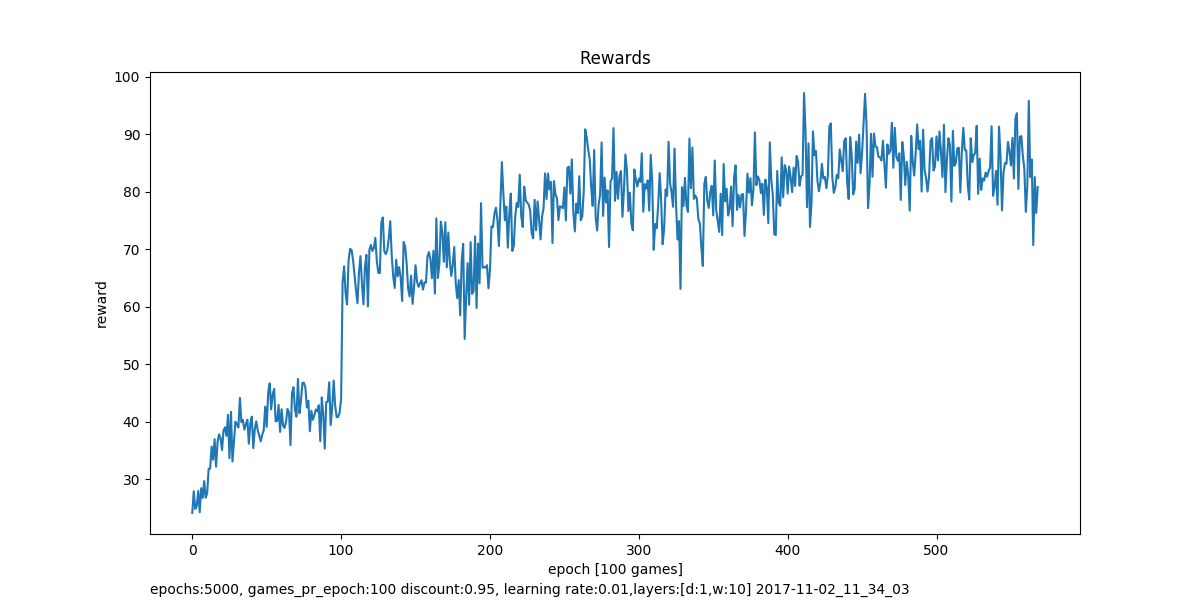 Rewards
100
90
80
70
60
50
40
30
reward
0 100 200 300 400 500
epoch [100 games]
epochs:5000, games_pr_epoch:100 discount:0.95, learning rate:0.01,layers:[d:1,w:10] 2017-11-02_11_34_03